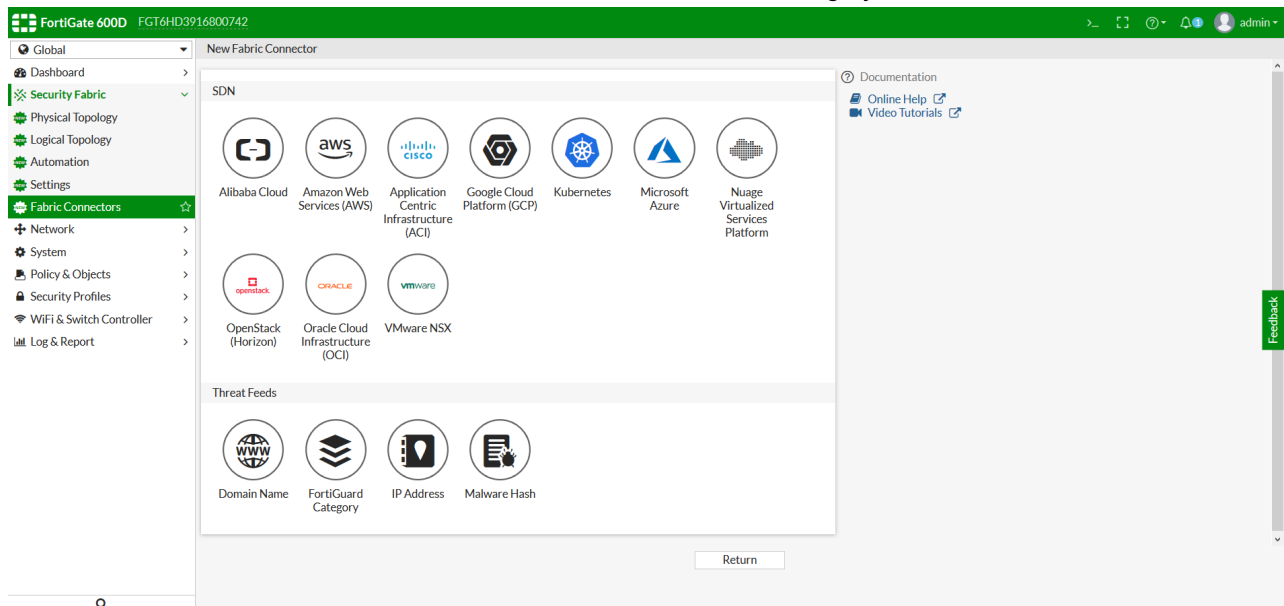 FortiGate 600D FGT6HD3916800742
>_ 1 admin
Global
New Fabric Connector
Dashboard
Security Fabric
Physical Topology
Logical Topology
Automation
Settings
Fabric Connectors
Network
System
Policy & Objects
Security Profiles
WiFi & Switch Controller
Log & Report
SDN
aws
CISCO
Alibaba Cloud
Amazon Web
Services (AWS)
Application
Centric
Infrastructure
(ACI)
Google Cloud
Platform (GCP)
Kubernetes
Microsoft
Azure
Nuage
Virtualized
Services
Platform
openstack.
ORACLE
vmware
OpenStack
(Horizon)
Oracle Cloud
Infrastructure
(OCI)
VMware NSX
Threat Feeds
WWW
Domain Name
FortiGuard
Category
IP Address
Malware Hash
Return
Documentation
Online Help
Video Tutorials
Feedback